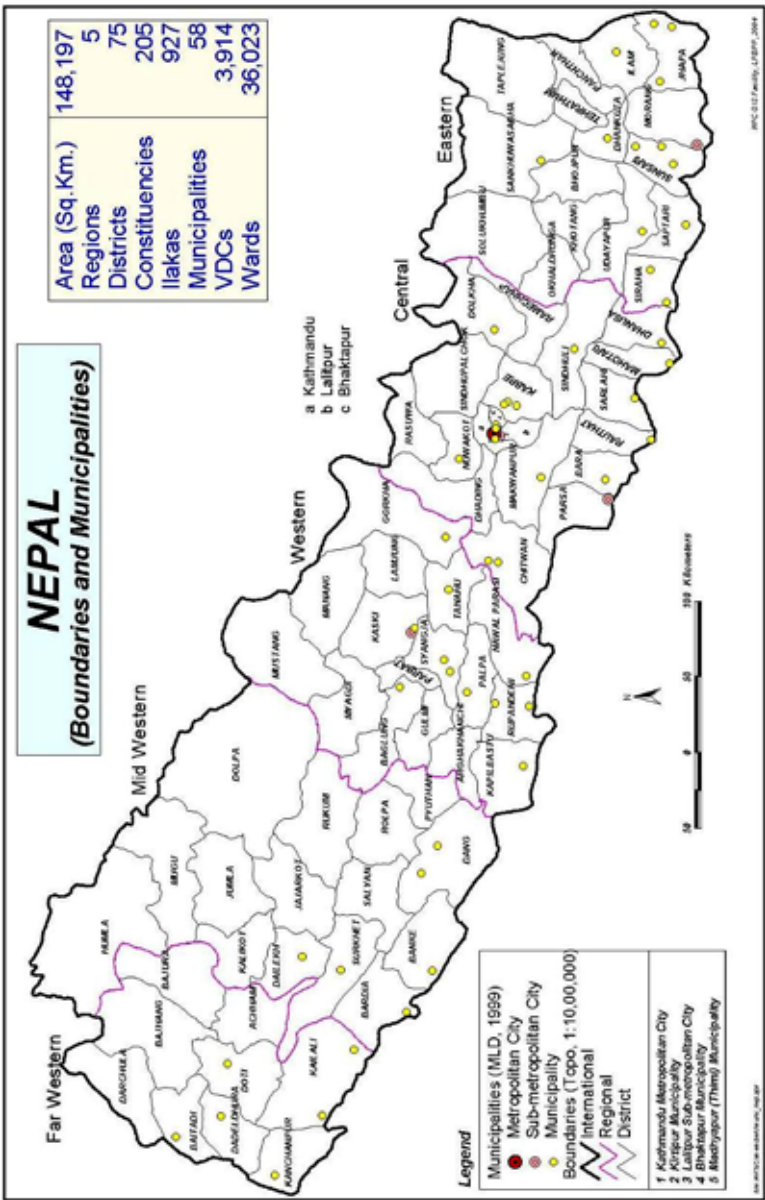 NEPAL
(Boundaries and Municipalities)
Area (Sq.Km.) 148,197
Regions 5
Districts 75
Constituencies 205
Ilakas 927
Municipalities 58
VDCs 3,914
Wards 36,023
Far Western
Mid Western
Western
Central
Eastern
a Kathmandu
b Lalitpur
c Bhaktapur
DARCHULA
BAITADI
DADELDHURA
KANCHANPUR
BAJHANG
BAJURA
DOTI
ACHHAM
KAILALI
HUMLA
MUGU
JUMLA
KALIKOT
DAILEKH
JAJARKOT
SURKHET
BARDIA
BANKE
DOLPA
RUKUM
ROLPA
SALYAN
PYUTHAN
DANG
MUSTANG
MANANG
MYAGDI
BAGLUNG
KASKI
LAMJUNG
GORKHA
PARBAT
SYANGJA
TANAHU
GULMI
PALPA
ARGHAKHANCHI
KAPILBASTU
RUPANDEHI
NAWAL PARASI
CHITWAN
RASUWA
NUWAKOT
DHADING
SINDHUPALCHOK
KABRE
MAKWANPUR
PARSA
BARA
RAUTHAT
SARLAHI
MAHOTARI
DHANUSA
SINDHULI
RAMECHHAP
DOLKHA
SOLUKHUMBU
OKHALDHUNGA
KHOTANG
UDAYAPUR
SIRAHA
SAPTARI
SANKHUWASABHA
BHOJPUR
TAPLEJUNG
PANCHTHAR
TEHRATHUM
DHANKUTA
SUNSARI
MORANG
ILAM
JHAPA
N
50 0 50 100 Kilometers
Legend
Municipalities (MLD, 1999)
Metropolitan City
Sub-metropolitan City
Municipality
Boundaries (Topo, 1:10,00,000)
International
Regional
District
1 Kathmandu Metropolitan City
2 Kirtipur Municipality
3 Lalitpur Sub-metropolitan City
4 Bhaktapur Municipality
5 Madhyapur (Thimi) Municipality